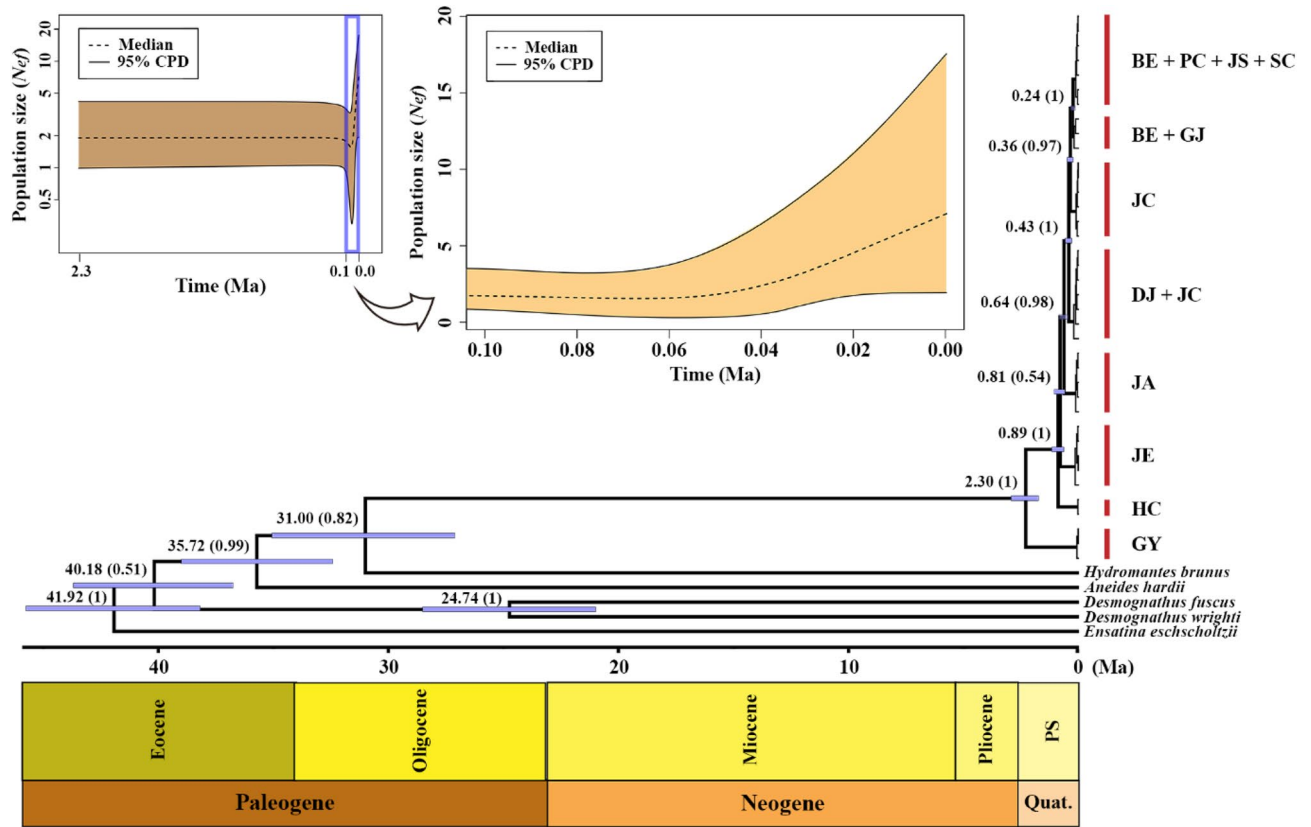 Population size (Nef)
20
10
5
2
1
0.5
Median
95% CPD
2.3
0.1
0.0
Time (Ma)
Population size (Nef)
20
15
10
5
0
Median
95% CPD
0.10
0.08
0.06
0.04
0.02
0.00
Time (Ma)
0.24 (1)
0.36 (0.97)
0.43 (1)
0.64 (0.98)
0.81 (0.54)
0.89 (1)
2.30 (1)
31.00 (0.82)
35.72 (0.99)
40.18 (0.51)
41.92 (1)
24.74 (1)
BE + PC + JS + SC
BE + GJ
JC
DJ + JC
JA
JE
HC
GY
Hydromantes brunus
Aneides hardii
Desmognathus fuscus
Desmognathus wrighti
Ensatina eschscholtzii
40
30
20
10
0
(Ma)
Eocene
Oligocene
Miocene
Pliocene
PS
Paleogene
Neogene
Quat.